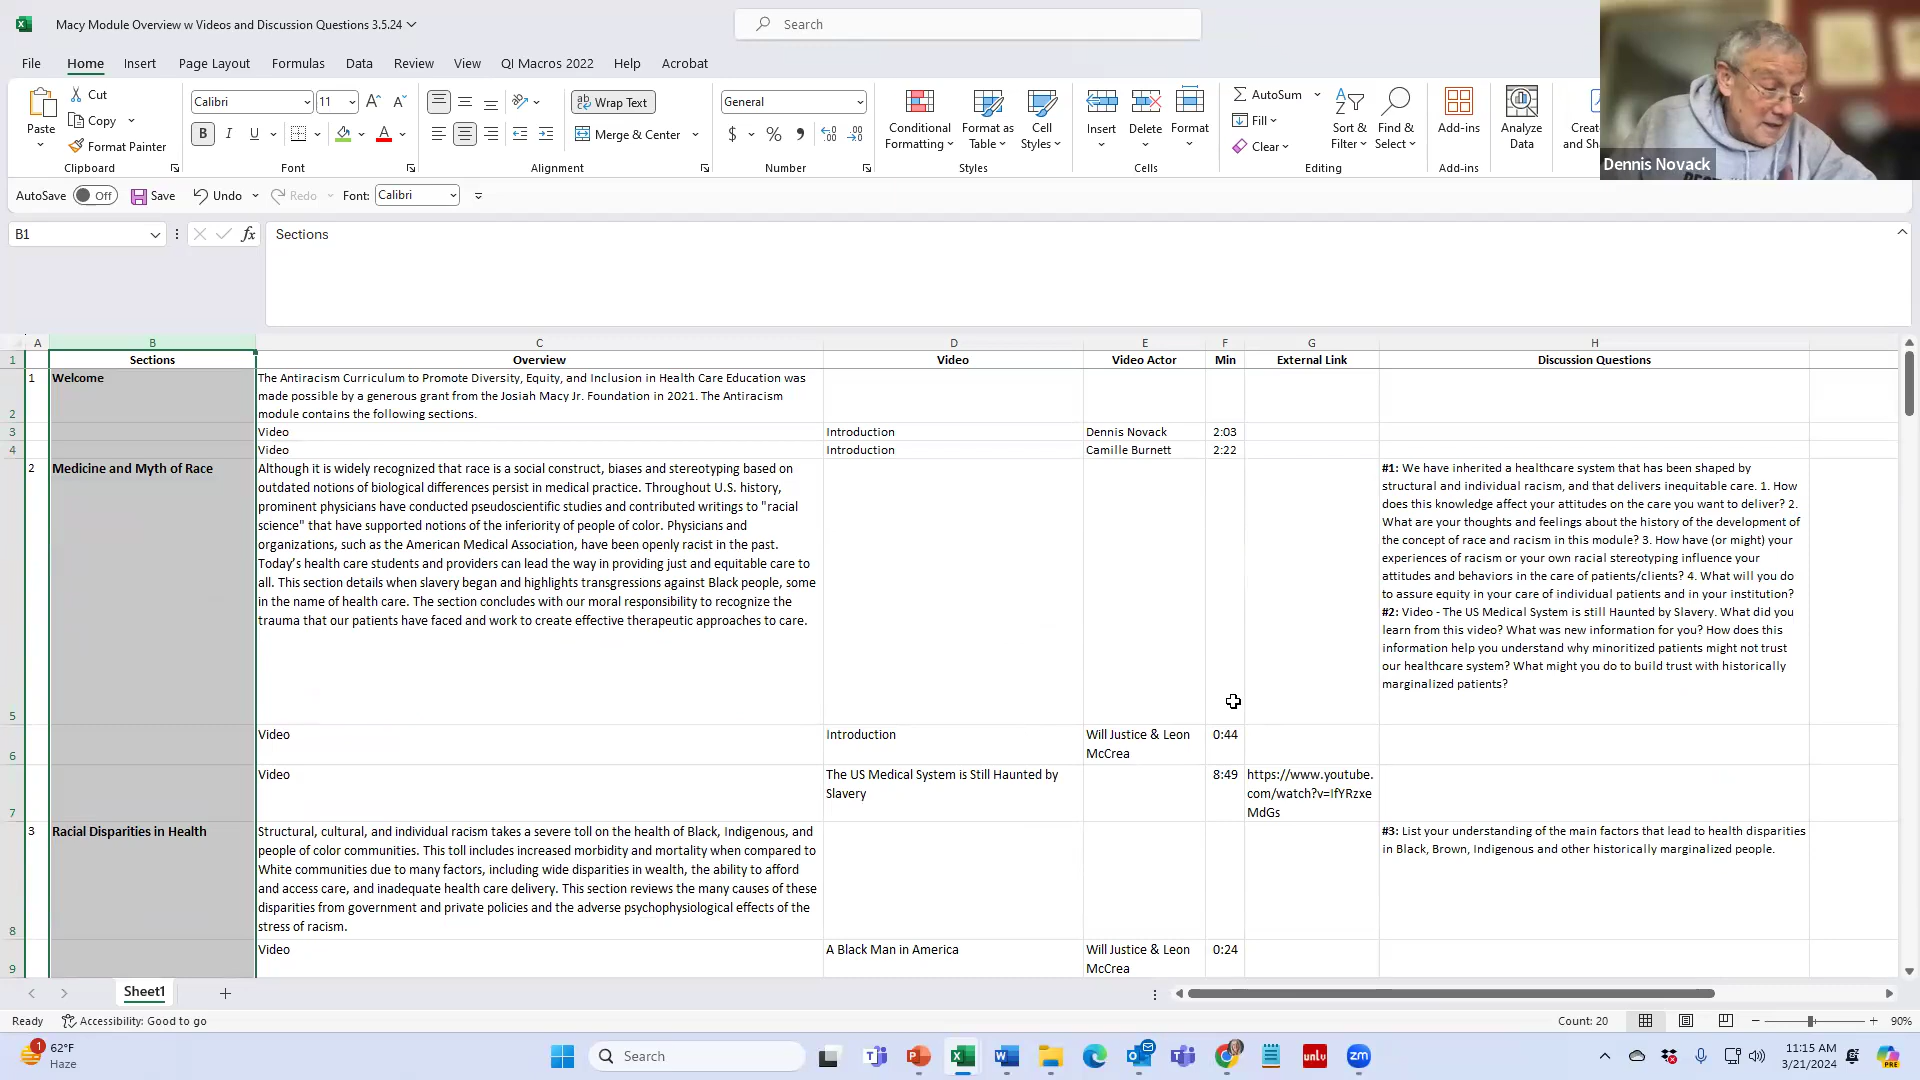 Macy Module Overview w Videos and Discussion Questions 3.5.24
Search
File Home Insert Page Layout Formulas Data Review View QI Macros 2022 Help Acrobat
Paste
Cut
Copy
Format Painter
Clipboard
Calibri 11
B I U A
Font
Wrap Text
Merge & Center
Alignment
General
$ % ,
Number
Conditional Formatting
Format as Table
Cell Styles
Styles
Insert
Delete
Format
Cells
AutoSum
Fill
Clear
Sort & Filter
Find & Select
Editing
Add-ins
Add-ins
Analyze Data
Dennis Novack
AutoSave Off Save Undo Redo Font: Calibri
B1 fx Sections
A B C D E F G H
1 Sections Overview Video Video Actor Min External Link Discussion Questions
1 Welcome
The Antiracism Curriculum to Promote Diversity, Equity, and Inclusion in Health Care Education was
made possible by a generous grant from the Josiah Macy Jr. Foundation in 2021. The Antiracism
2 module contains the following sections.
3 Video Introduction Dennis Novack 2:03
4 Video Introduction Camille Burnett 2:22
2 Medicine and Myth of Race
Although it is widely recognized that race is a social construct, biases and stereotyping based on
outdated notions of biological differences persist in medical practice. Throughout U.S. history,
prominent physicians have conducted pseudoscientific studies and contributed writings to "racial
science" that have supported notions of the inferiority of people of color. Physicians and
organizations, such as the American Medical Association, have been openly racist in the past.
Today's health care students and providers can lead the way in providing just and equitable care to
all. This section details when slavery began and highlights transgressions against Black people, some
in the name of health care. The section concludes with our moral responsibility to recognize the
trauma that our patients have faced and work to create effective therapeutic approaches to care.
#1: We have inherited a healthcare system that has been shaped by
structural and individual racism, and that delivers inequitable care. 1. How
does this knowledge affect your attitudes on the care you want to deliver? 2.
What are your thoughts and feelings about the history of the development of
the concept of race and racism in this module? 3. How have (or might) your
experiences of racism or your own racial stereotyping influence your
attitudes and behaviors in the care of patients/clients? 4. What will you do
to assure equity in your care of individual patients and in your institution?
#2: Video - The US Medical System is still Haunted by Slavery. What did you
learn from this video? What was new information for you? How does this
information help you understand why minoritized patients might not trust
our healthcare system? What might you do to build trust with historically
marginalized patients?
5
Video Introduction Will Justice & Leon 0:44
6 McCrea
Video The US Medical System is Still Haunted by 8:49 https://www.youtube.
Slavery com/watch?v=IfYRzxe
7 MdGs
3 Racial Disparities in Health
Structural, cultural, and individual racism takes a severe toll on the health of Black, Indigenous, and
people of color communities. This toll includes increased morbidity and mortality when compared to
White communities due to many factors, including wide disparities in wealth, the ability to afford
and access care, and inadequate health care delivery. This section reviews the many causes of these
disparities from government and private policies and the adverse psychophysiological effects of the
8 stress of racism.
#3: List your understanding of the main factors that lead to health disparities
in Black, Brown, Indigenous and other historically marginalized people.
Video A Black Man in America Will Justice & Leon 0:24
9 McCrea
Sheet1
Ready Accessibility: Good to go Count: 20 90%
1 62°F
Haze
Search
unlv
zm
11:15 AM
3/21/2024
PRE